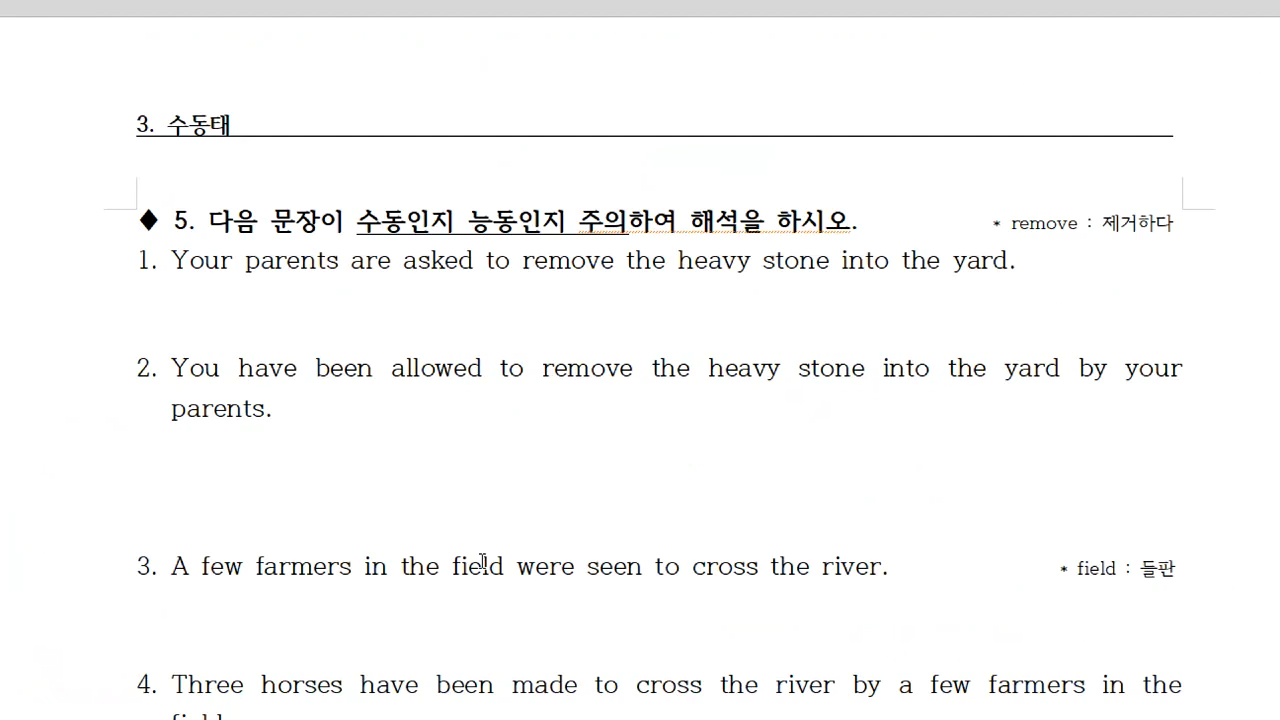 3. 수동태
◆ 5. 다음 문장이 수동인지 능동인지 주의하여 해석을 하시오. * remove : 제거하다
1. Your parents are asked to remove the heavy stone into the yard.
2. You have been allowed to remove the heavy stone into the yard by your
parents.
3. A few farmers in the field were seen to cross the river. * field : 들판
4. Three horses have been made to cross the river by a few farmers in the